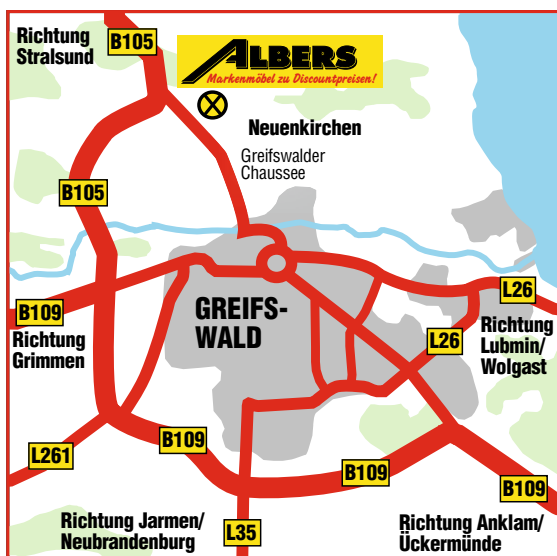 Richtung
Stralsund
B105
ALBERS
Markenmöbel zu Discountpreisen!
X
Neuenkirchen
Greifswalder
Chaussee
B105
GREIFS-
WALD
B109
Richtung
Grimmen
L26
Richtung
Lubmin/
Wolgast
L26
L261
B109
B109
B109
Richtung Jarmen/
Neubrandenburg
L35
Richtung Anklam/
Ückermünde